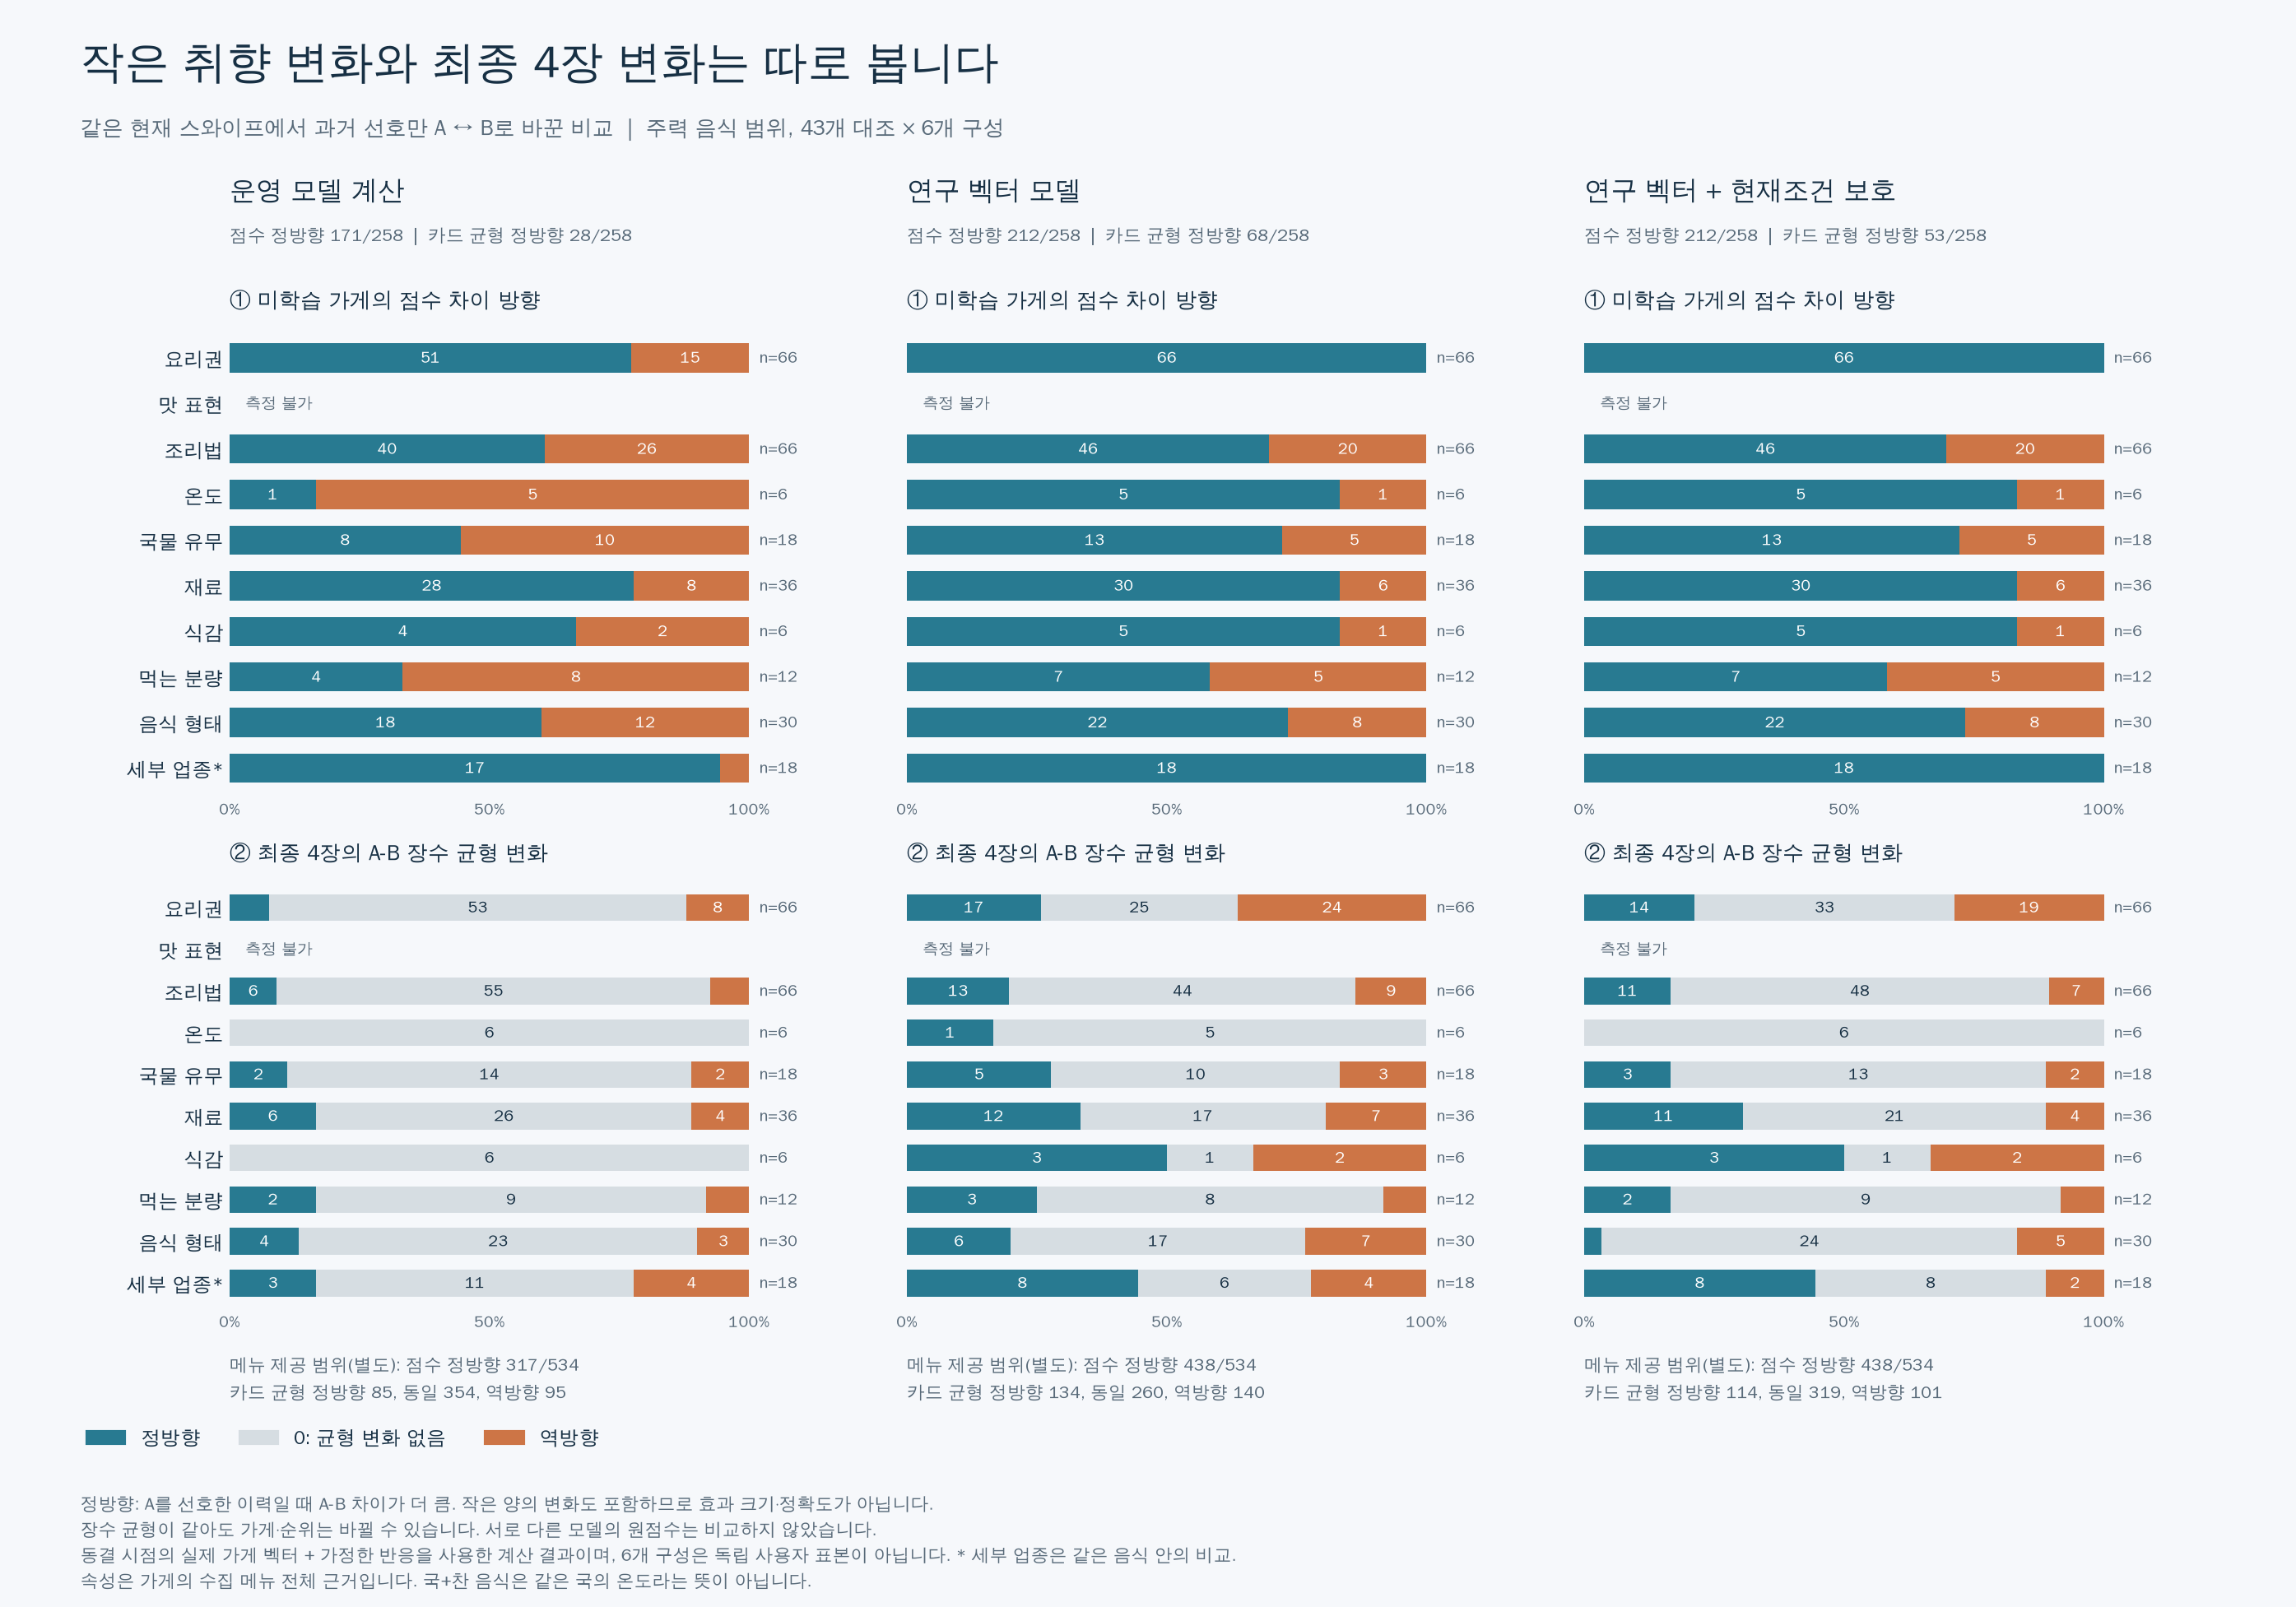 작은 취향 변화와 최종 4장 변화는 따로 봅니다
같은 현재 스와이프에서 과거 선호만 A ↔ B로 바꾼 비교 | 주력 음식 범위, 43개 대조 × 6개 구성
운영 모델 계산
점수 정방향 171/258 | 카드 균형 정방향 28/258
① 미학습 가게의 점수 차이 방향
요리권 51 15 n=66
맛 표현 측정 불가
조리법 40 26 n=66
온도 1 5 n=6
국물 유무 8 10 n=18
재료 28 8 n=36
식감 4 2 n=6
먹는 분량 4 8 n=12
음식 형태 18 12 n=30
세부 업종* 17 n=18
0% 50% 100%
② 최종 4장의 A-B 장수 균형 변화
요리권 53 8 n=66
맛 표현 측정 불가
조리법 6 55 n=66
온도 6 n=6
국물 유무 2 14 2 n=18
재료 6 26 4 n=36
식감 6 n=6
먹는 분량 2 9 n=12
음식 형태 4 23 3 n=30
세부 업종* 3 11 4 n=18
0% 50% 100%
메뉴 제공 범위(별도): 점수 정방향 317/534
카드 균형 정방향 85, 동일 354, 역방향 95
연구 벡터 모델
점수 정방향 212/258 | 카드 균형 정방향 68/258
① 미학습 가게의 점수 차이 방향
66 n=66
측정 불가
46 20 n=66
5 1 n=6
13 5 n=18
30 6 n=36
5 1 n=6
7 5 n=12
22 8 n=30
18 n=18
0% 50% 100%
② 최종 4장의 A-B 장수 균형 변화
17 25 24 n=66
측정 불가
13 44 9 n=66
1 5 n=6
5 10 3 n=18
12 17 7 n=36
3 1 2 n=6
3 8 n=12
6 17 7 n=30
8 6 4 n=18
0% 50% 100%
메뉴 제공 범위(별도): 점수 정방향 438/534
카드 균형 정방향 134, 동일 260, 역방향 140
연구 벡터 + 현재조건 보호
점수 정방향 212/258 | 카드 균형 정방향 53/258
① 미학습 가게의 점수 차이 방향
66 n=66
측정 불가
46 20 n=66
5 1 n=6
13 5 n=18
30 6 n=36
5 1 n=6
7 5 n=12
22 8 n=30
18 n=18
0% 50% 100%
② 최종 4장의 A-B 장수 균형 변화
14 33 19 n=66
측정 불가
11 48 7 n=66
6 n=6
3 13 2 n=18
11 21 4 n=36
3 1 2 n=6
2 9 n=12
24 5 n=30
8 8 2 n=18
0% 50% 100%
메뉴 제공 범위(별도): 점수 정방향 438/534
카드 균형 정방향 114, 동일 319, 역방향 101
정방향 0: 균형 변화 없음 역방향
정방향: A를 선호한 이력일 때 A-B 차이가 더 큼. 작은 양의 변화도 포함하므로 효과 크기·정확도가 아닙니다.
장수 균형이 같아도 가게·순위는 바뀔 수 있습니다. 서로 다른 모델의 원점수는 비교하지 않았습니다.
동결 시점의 실제 가게 벡터 + 가정한 반응을 사용한 계산 결과이며, 6개 구성은 독립 사용자 표본이 아닙니다. * 세부 업종은 같은 음식 안의 비교.
속성은 가게의 수집 메뉴 전체 근거입니다. 국+찬 음식은 같은 국의 온도라는 뜻이 아닙니다.